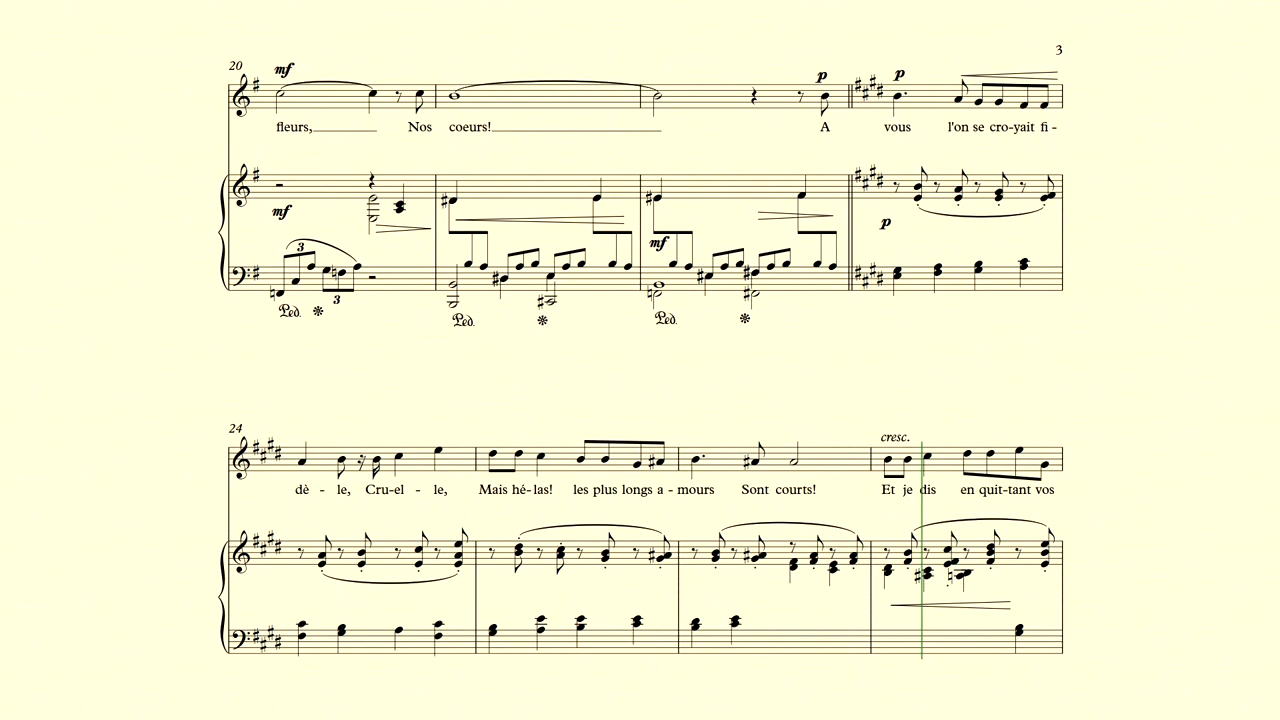 3
20
mf
p
p
fleurs, Nos coeurs! A vous l'on se cro-yait fi-
mf
mf
p
3
3
Ped. Ped. Ped.
24
cresc.
dè - le, Cru-el - le, Mais hé-las! les plus longs a-mours Sont courts! Et je dis en quit-tant vos